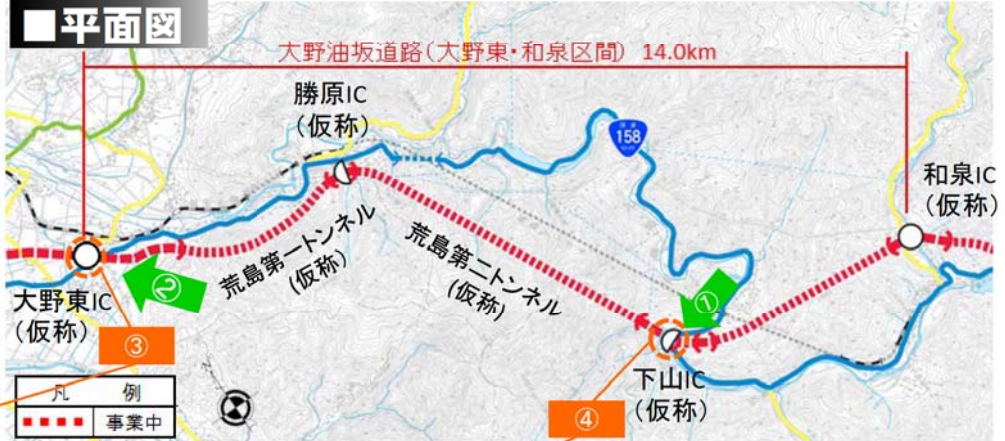 ■平面図
大野油坂道路(大野東・和泉区間) 14.0km
勝原IC
(仮称)
158
和泉IC
(仮称)
荒島第一トンネル
(仮称)
荒島第二トンネル
(仮称)
①
②
大野東IC
(仮称)
③
下山IC
(仮称)
④
凡 例
事業中